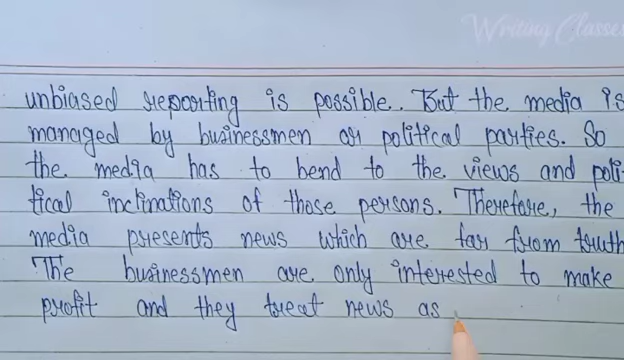 Writing Classes
unbiased reporting is possible. But the media is
managed by businessmen or political parties. So
the media has to bend to the views and poli-
tical inclinations of those persons. Therefore, the
media presents news which are far from truth
The businessmen are only interested to make
profit and they treat news as